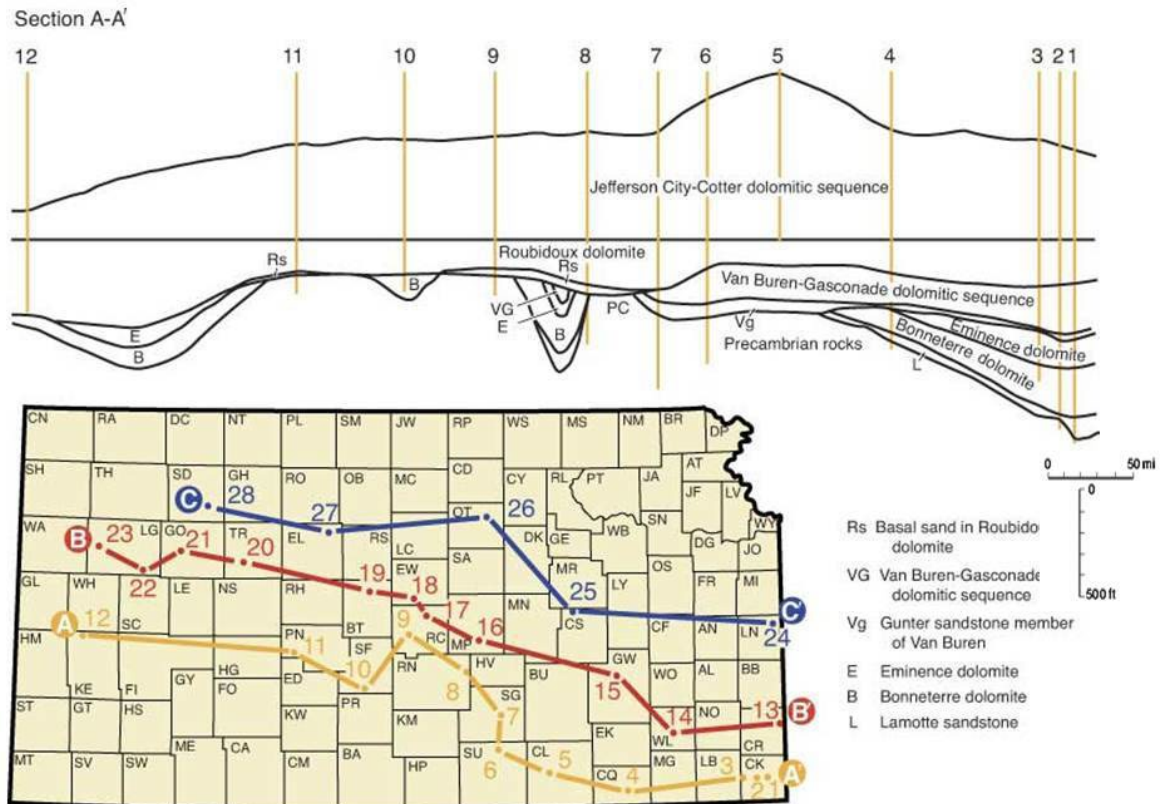 Section A-A'
12 11 10 9 8 7 6 5 4 3 2 1
Jefferson City-Cotter dolomitic sequence
Roubidoux dolomite
Rs
Rs
B
VG
E
B
PC
E
B
Van Buren-Gasconade dolomitic sequence
Vg
Precambrian rocks
Eminence dolomite
Bonneterre dolomite
L
CN RA DC NT PL SM JW RP WS MS NM BR DP
SH TH SD GH RO OB MC CD CY RL PT JA AT
JF LV
C 28 27 26
OT
WA LG GO TR EL RS LC DK GE WB SN WY
B 23 22 21 20
SA DG JO
EW MR OS
GL WH LE NS RH 19 18 LY FR MI
25 C'
A 12 SC 17 MN
BT 9 16 CS CF AN LN 24
HM PN 11 RC MP
SF
HG 10 RN HV GW
KE FI GY ED 8 BU WO AL BB
FO PR SG 15
ST GT HS KW 7 14 NO 13 B'
KM EK
WL CR
ME CA BA SU CL MG LB CK
MT SV SW CM HP 6 5 CQ 4 3 2 1 A'
0 50 mi
0
500 ft
Rs Basal sand in Roubido
dolomite
VG Van Buren-Gasconade
dolomitic sequence
Vg Gunter sandstone member
of Van Buren
E Eminence dolomite
B Bonneterre dolomite
L Lamotte sandstone